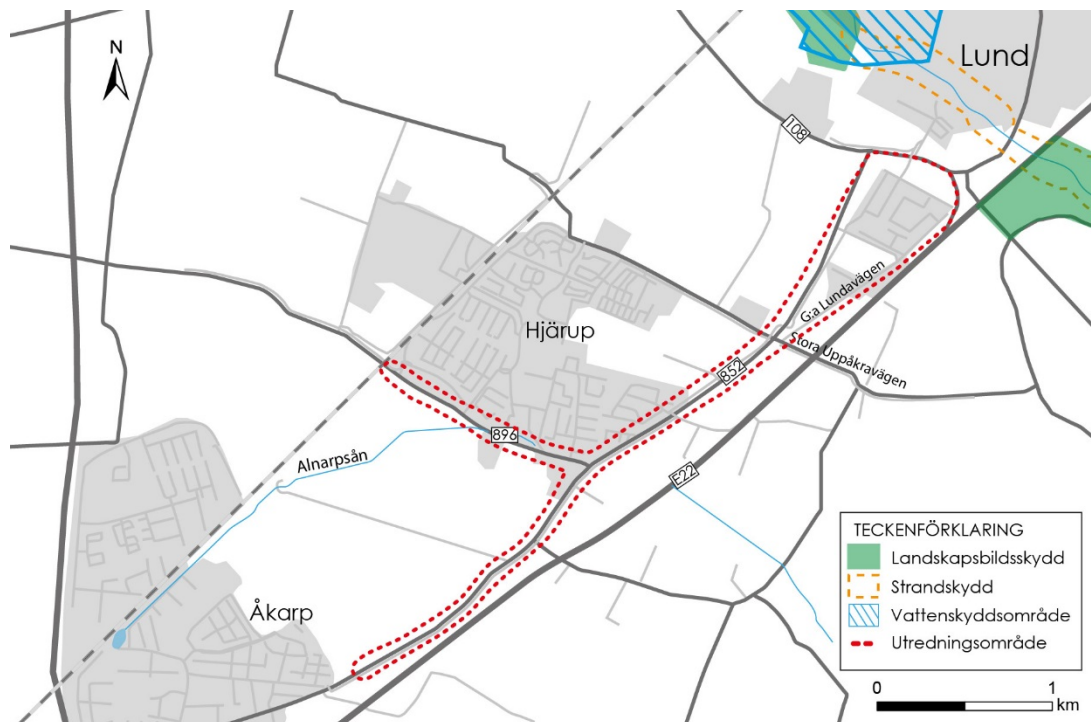 N
Lund
108
G:a Lundavägen
Stora Uppåkravägen
Hjärup
852
896
Alnarpsån
E22
Åkarp
TECKENFÖRKLARING
Landskapsbildsskydd
Strandskydd
Vattenskyddsområde
Utredningsområde
0 1
km